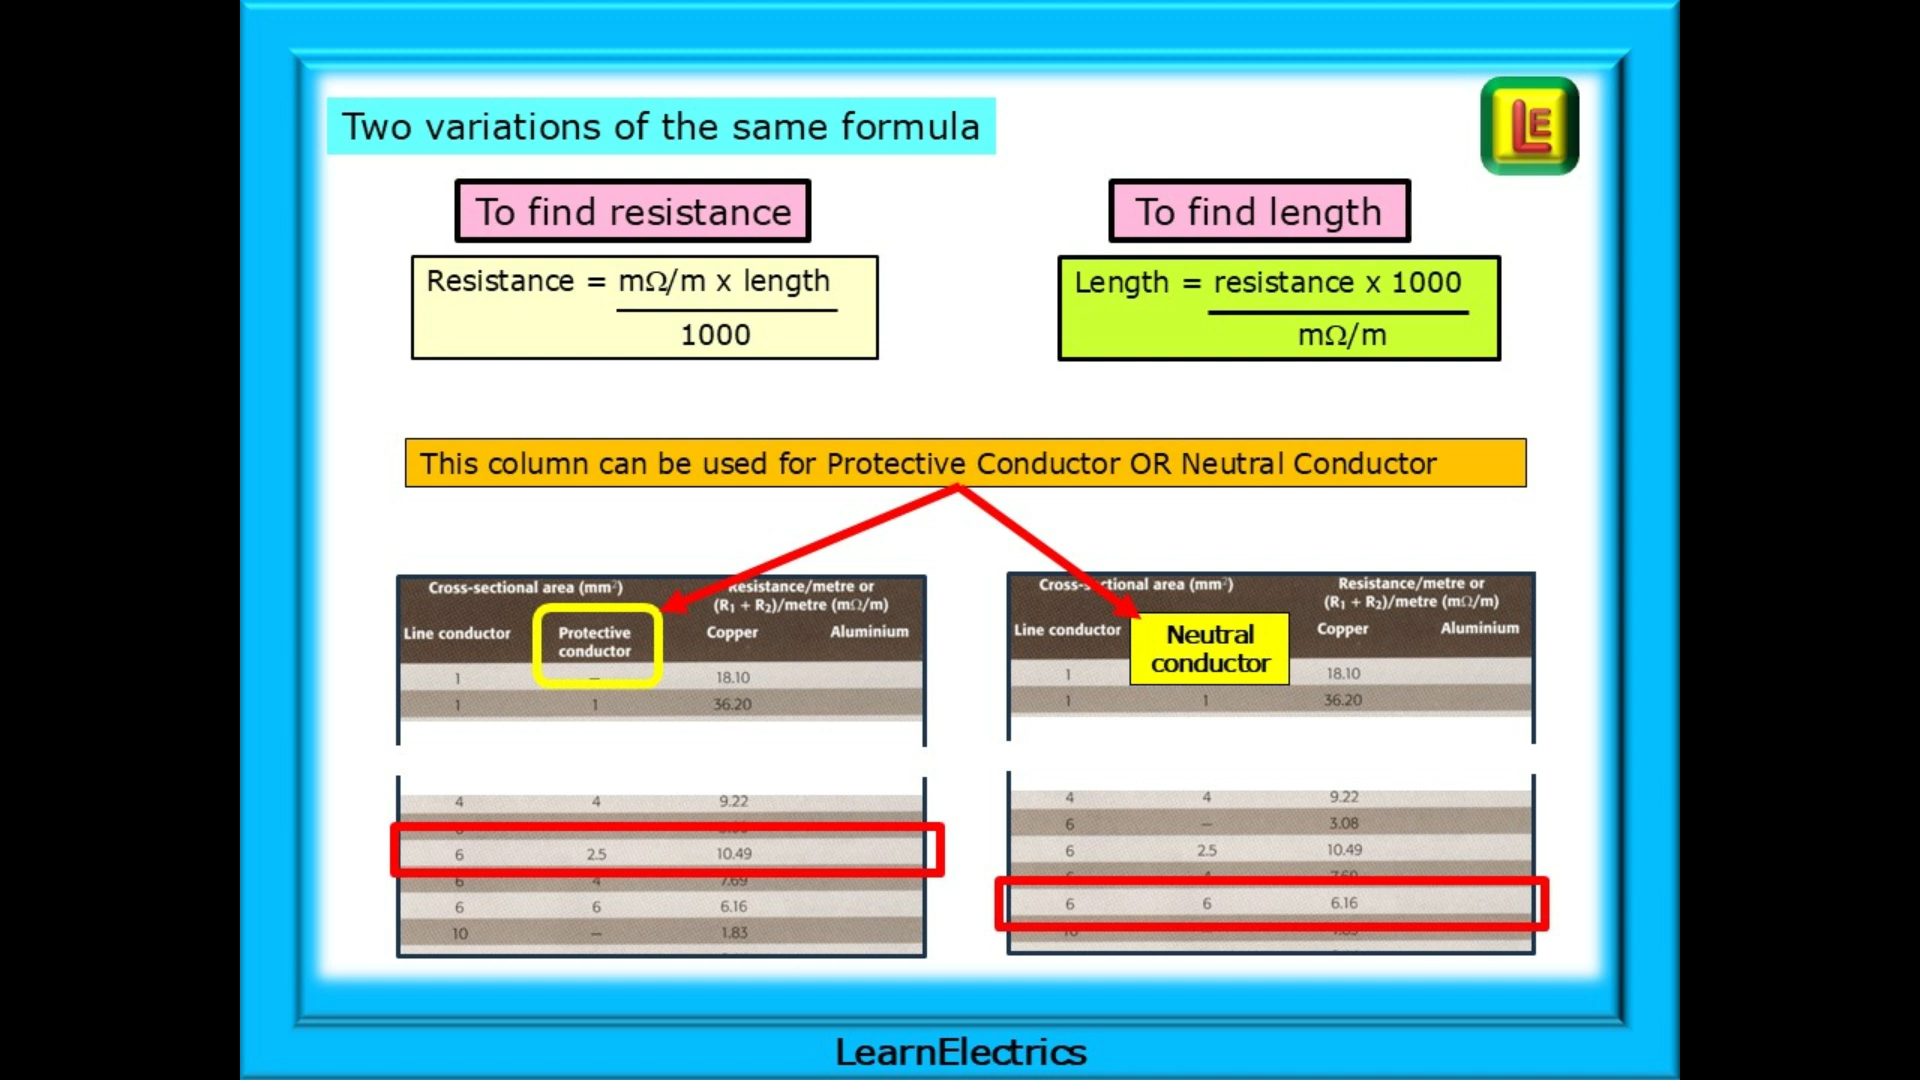 Two variations of the same formula
LE
To find resistance
To find length
Resistance = mΩ/m x length
1000
Length = resistance x 1000
mΩ/m
This column can be used for Protective Conductor OR Neutral Conductor
Cross-sectional area (mm²)
Resistance/metre or
(R₁ + R₂)/metre (mΩ/m)
Line conductor Protective conductor Copper Aluminium
1 – 18.10
1 1 36.20
4 4 9.22
6 2.5 10.49
6 4 7.69
6 6 6.16
10 – 1.83
Cross-sectional area (mm²)
Resistance/metre or
(R₁ + R₂)/metre (mΩ/m)
Line conductor Neutral conductor Copper Aluminium
1 18.10
1 1 36.20
4 4 9.22
6 – 3.08
6 2.5 10.49
6 6 6.16
LearnElectrics